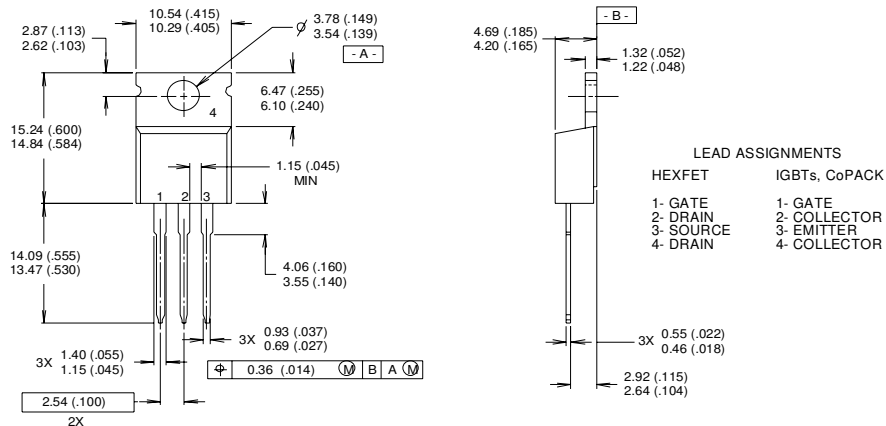 10.54 (.415)
10.29 (.405)
3.78 (.149)
3.54 (.139)
- A -
2.87 (.113)
2.62 (.103)
4
6.47 (.255)
6.10 (.240)
15.24 (.600)
14.84 (.584)
1.15 (.045)
MIN
1 2 3
14.09 (.555)
13.47 (.530)
4.06 (.160)
3.55 (.140)
3X 0.93 (.037)
0.69 (.027)
3X 1.40 (.055)
1.15 (.045)
⌖ 0.36 (.014) Ⓜ B A Ⓜ
2.54 (.100)
2X
- B -
4.69 (.185)
4.20 (.165)
1.32 (.052)
1.22 (.048)
LEAD ASSIGNMENTS
HEXFET
1- GATE
2- DRAIN
3- SOURCE
4- DRAIN
IGBTs, CoPACK
1- GATE
2- COLLECTOR
3- EMITTER
4- COLLECTOR
3X 0.55 (.022)
0.46 (.018)
2.92 (.115)
2.64 (.104)